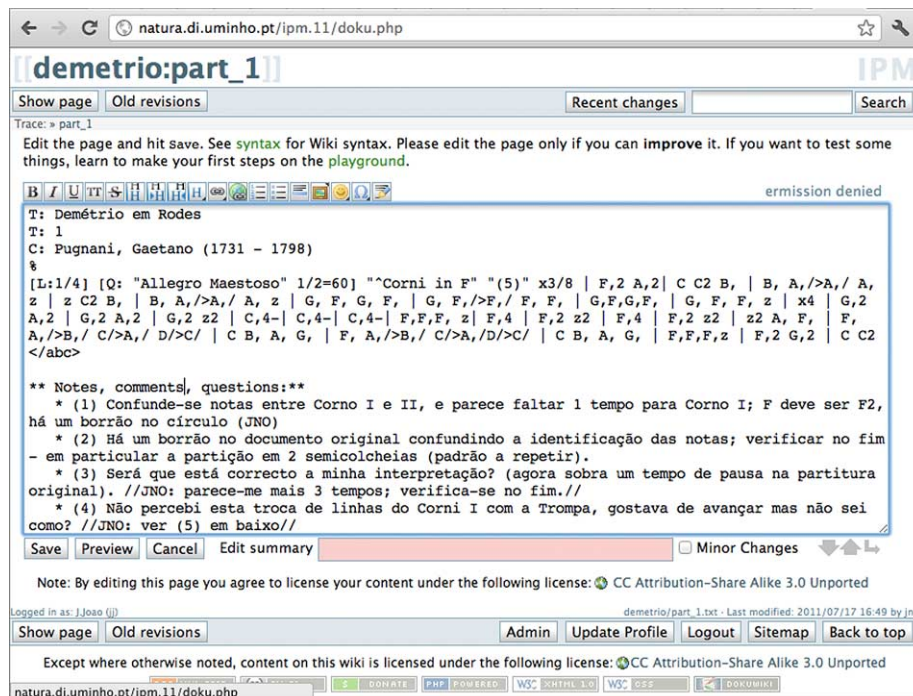 natura.di.uminho.pt/ipm.11/doku.php
[[demetrio:part_1]] IPM
Show page Old revisions Recent changes Search
Trace: » part_1
Edit the page and hit Save. See syntax for Wiki syntax. Please edit the page only if you can improve it. If you want to test some
things, learn to make your first steps on the playground.
B I U TT S H H H H ermission denied
T: Demétrio em Rodes
T: 1
C: Pugnani, Gaetano (1731 - 1798)
%
[L:1/4] [Q: "Allegro Maestoso" 1/2=60] "^Corni in F" "(5)" x3/8 | F,2 A,2| C C2 B, | B, A,/>A,/ A,
z | z C2 B, | B, A,/>A,/ A, z | G, F, G, F, | G, F,/>F,/ F, F, | G,F,G,F, | G, F, F, z | x4 | G,2
A,2 | G,2 A,2 | G,2 z2 | C,4-| C,4-| C,4-| F,F,F, z| F,4 | F,2 z2 | F,4 | F,2 z2 | z2 A, F, | F,
A,/>B,/ C/>A,/ D/>C/ | C B, A, G, | F, A,/>B,/ C/>A,/D/>C/ | C B, A, G, | F,F,F,z | F,2 G,2 | C C2
</abc>
** Notes, comments, questions:**
* (1) Confunde-se notas entre Corno I e II, e parece faltar 1 tempo para Corno I; F deve ser F2,
há um borrão no círculo (JNO)
* (2) Há um borrão no documento original confundindo a identificação das notas; verificar no fim
- em particular a partição em 2 semicolcheias (padrão a repetir).
* (3) Será que está correcto a minha interpretação? (agora sobra um tempo de pausa na partitura
original). //JNO: parece-me mais 3 tempos; verifica-se no fim.//
* (4) Não percebi esta troca de linhas do Corni I com a Trompa, gostava de avançar mas não sei
como? //JNO: ver (5) em baixo//
Save Preview Cancel Edit summary Minor Changes
Note: By editing this page you agree to license your content under the following license: CC Attribution-Share Alike 3.0 Unported
Logged in as: J.Joao (jj) demetrio/part_1.txt · Last modified: 2011/07/17 16:49 by jn
Show page Old revisions Admin Update Profile Logout Sitemap Back to top
Except where otherwise noted, content on this wiki is licensed under the following license: CC Attribution-Share Alike 3.0 Unported
natura.di.uminho.pt/ipm.11/doku.php $ DONATE PHP POWERED W3C XHTML 1.0 W3C CSS DOKUWIKI